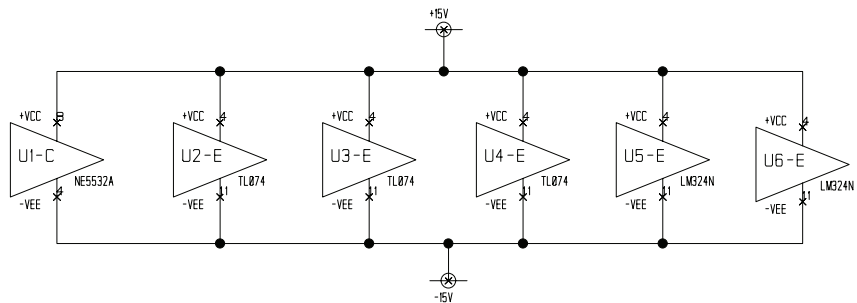 +15V
+VCC 8
U1-C
NE5532A
4
-VEE
+VCC 4
U2-E
TL074
11
-VEE
+VCC 4
U3-E
TL074
11
-VEE
+VCC 4
U4-E
TL074
11
-VEE
+VCC 4
U5-E
LM324N
11
-VEE
+VCC 4
U6-E
LM324N
11
-VEE
-15V